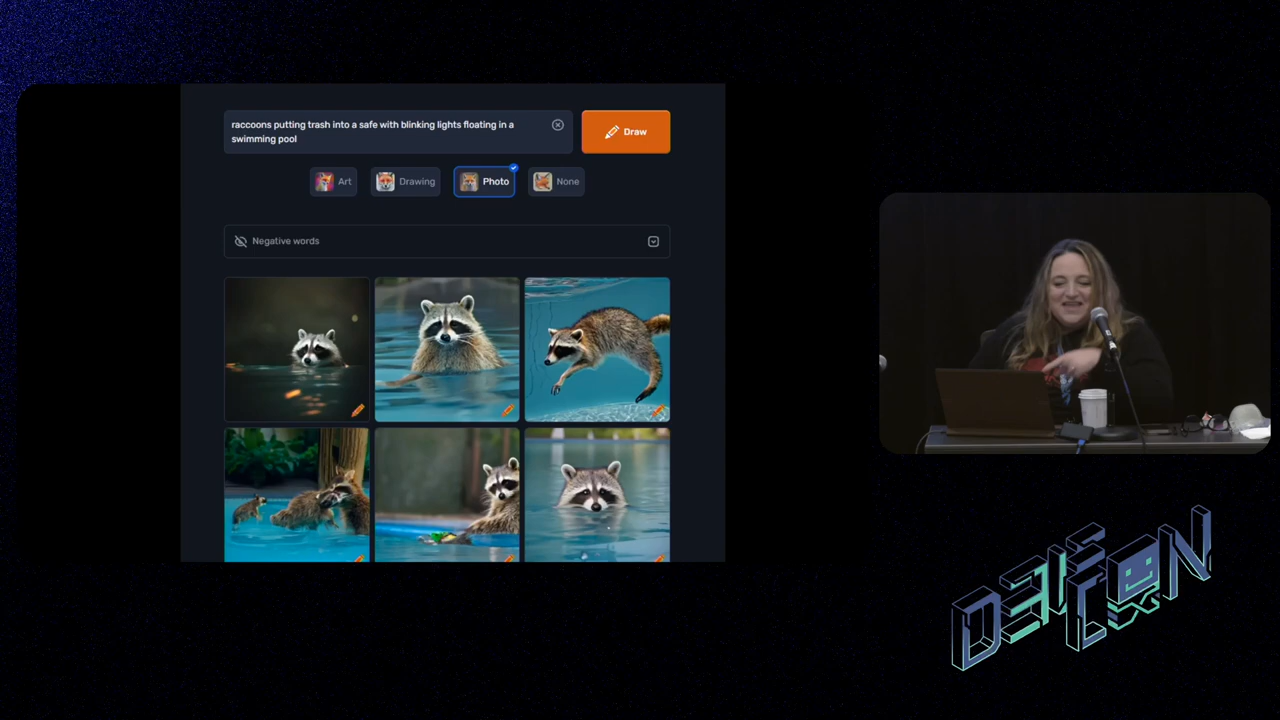 raccoons putting trash into a safe with blinking lights floating in a
swimming pool
Draw
Art
Drawing
Photo
None
Negative words
DEF
CON